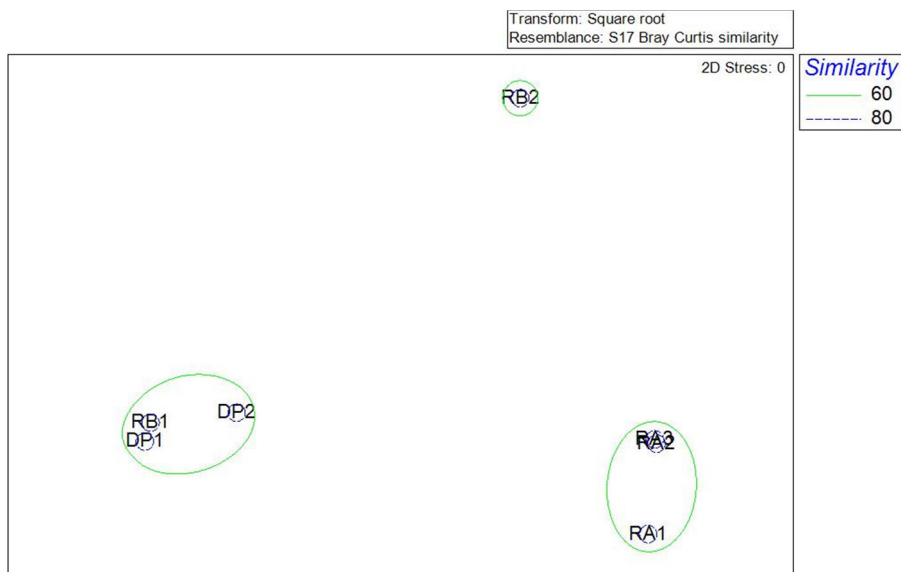 Transform: Square root
Resemblance: S17 Bray Curtis similarity
2D Stress: 0
Similarity
60
80
RB2
DP2
RB1
DP1
RA3
RA2
RA1